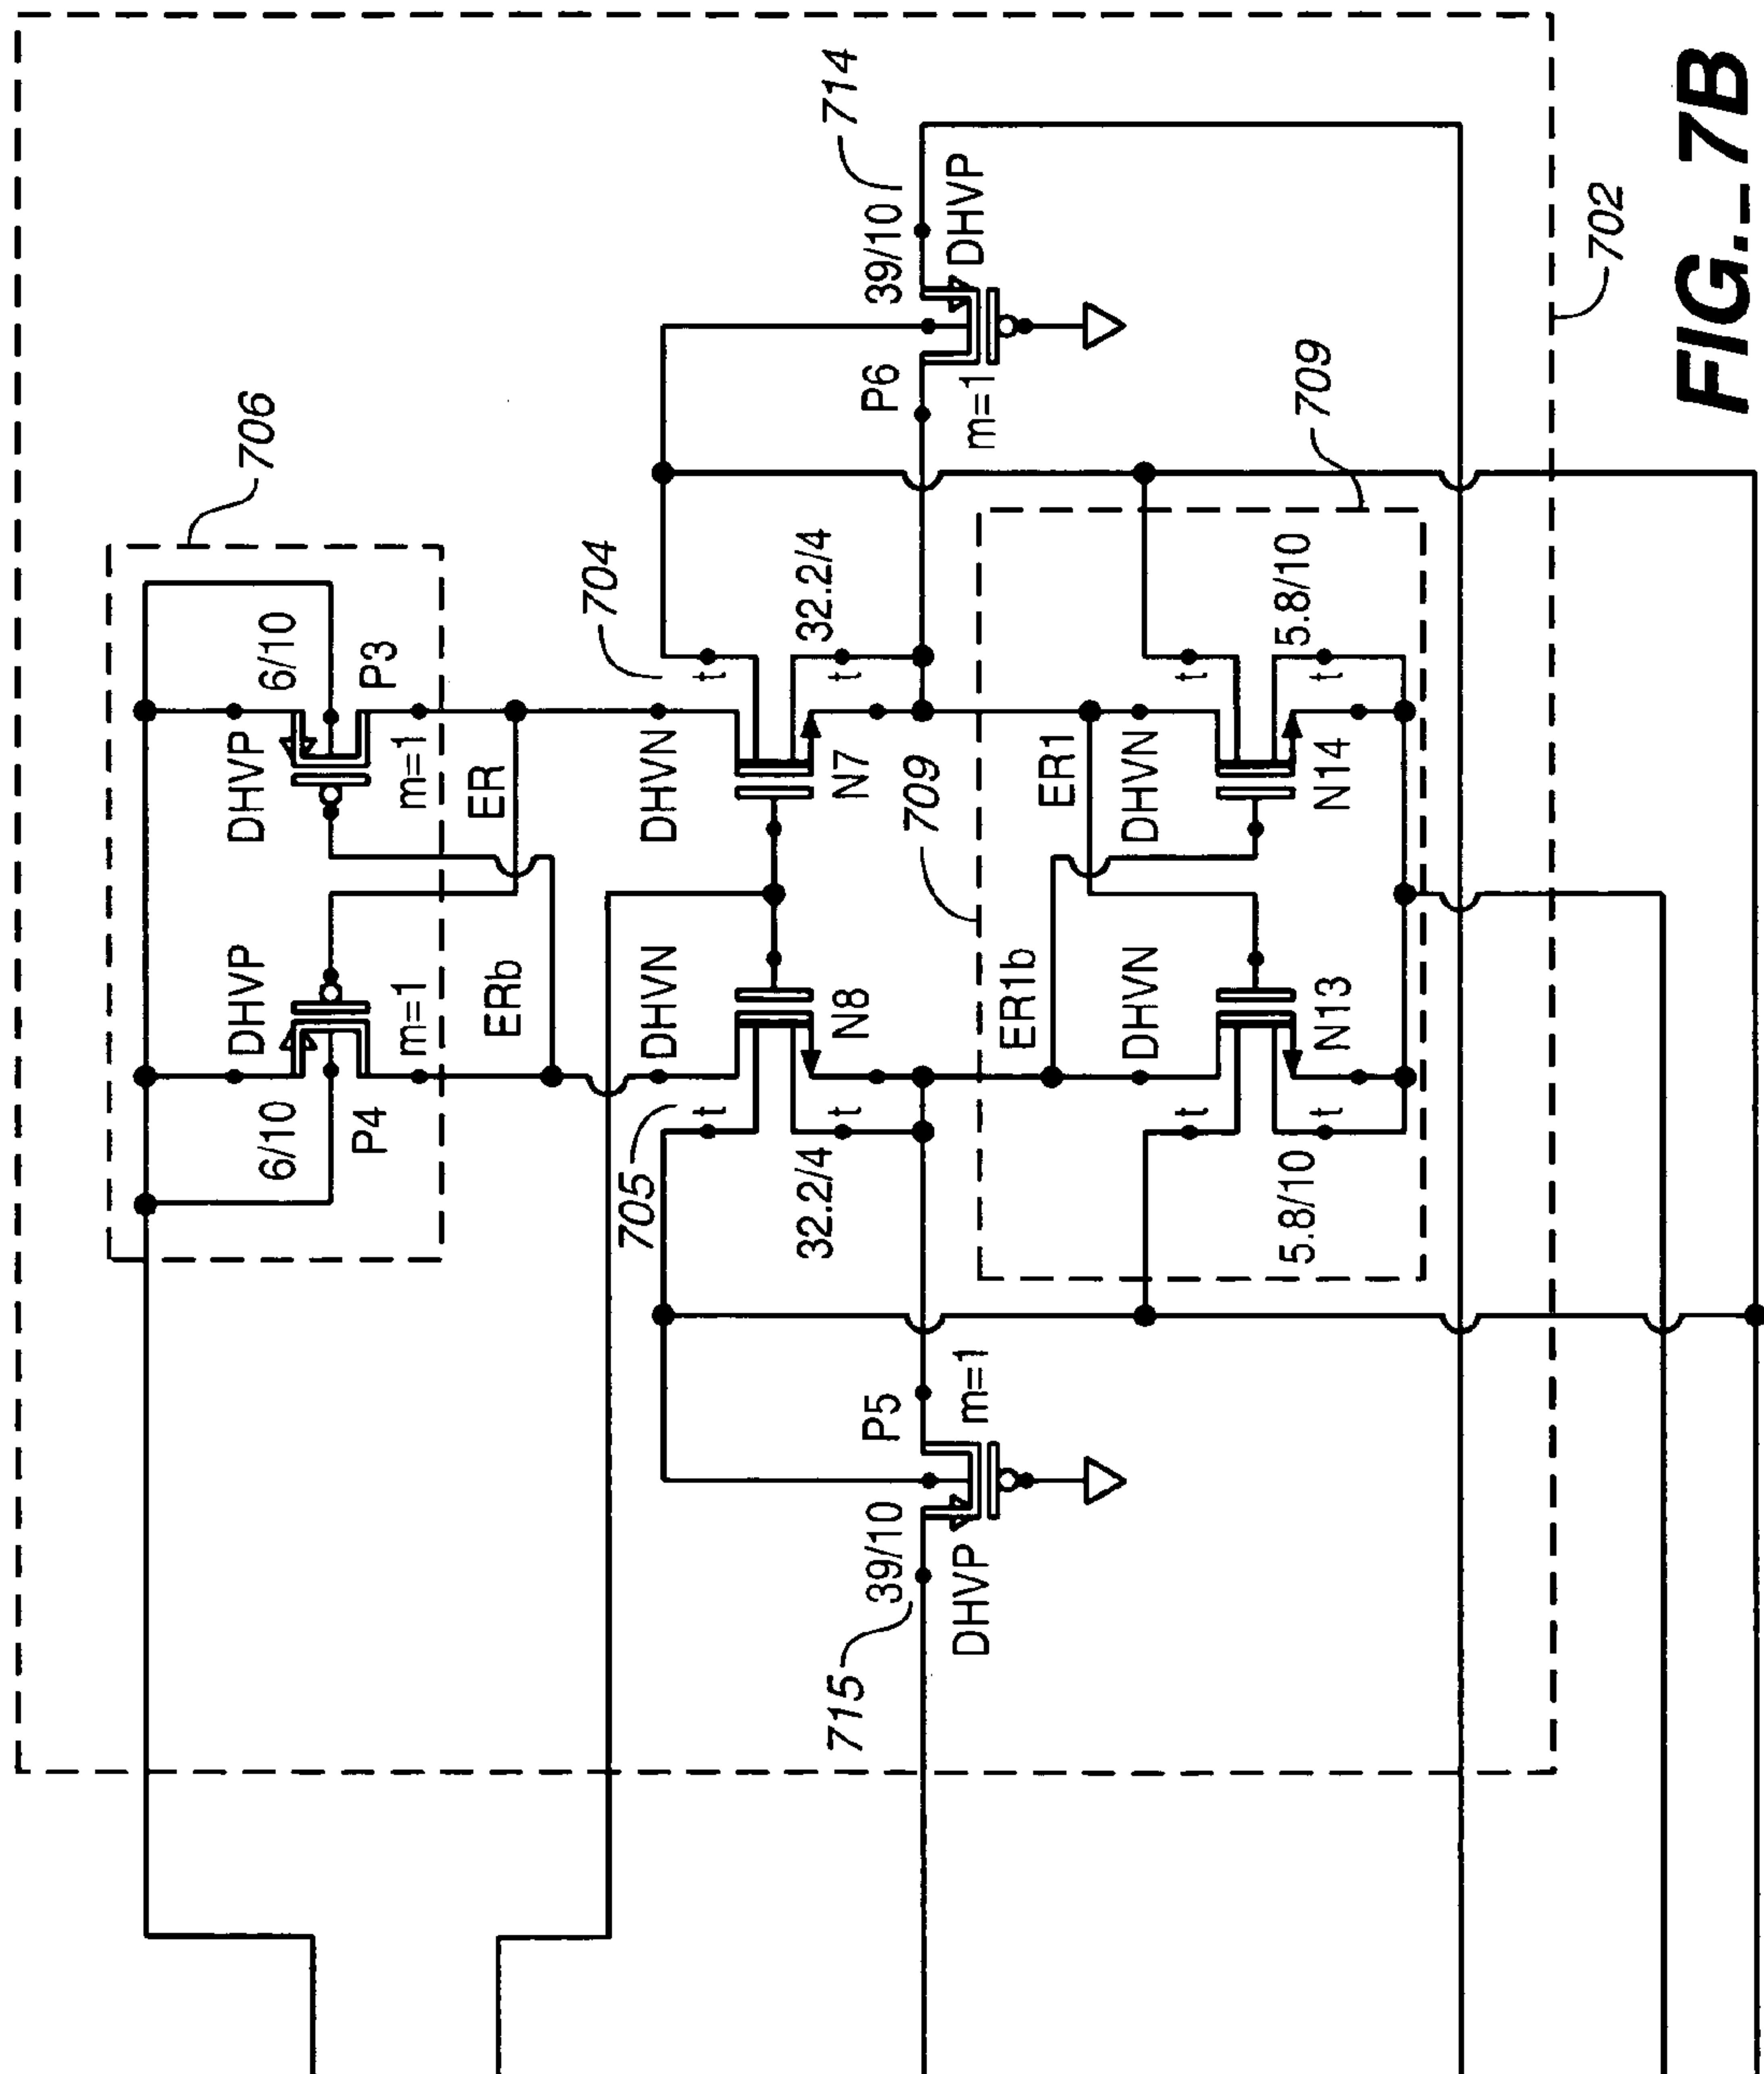 706
DHVP
6/10
P4
m=1
DHVP
6/10
P3
m=1
ERb
ER
705
t
DHVN
704
t
DHVN
32.2/4
t
N8
32.2/4
t
N7
715
39/10
P5
m=1
DHVP
714
39/10
P6
m=1
DHVP
709
709
ER1b
ER1
t
DHVN
t
DHVN
5.8/10
t
N13
5.8/10
t
N14
702
FIG._7B